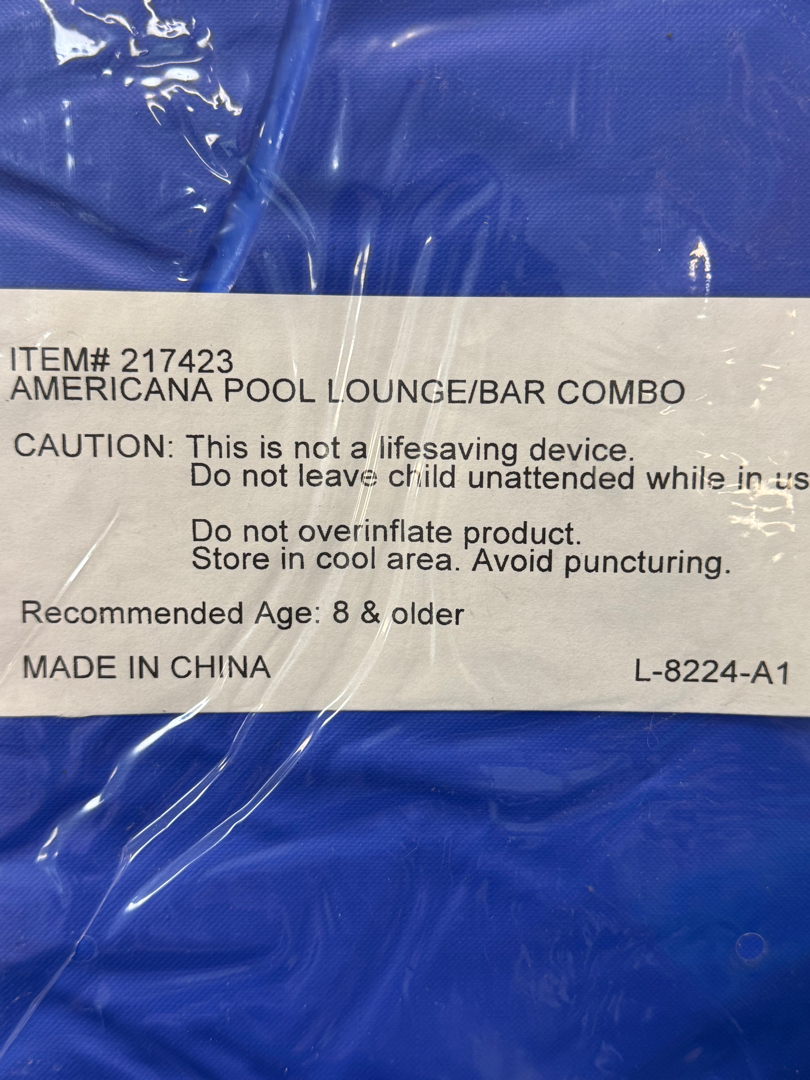 ITEM# 217423
AMERICANA POOL LOUNGE/BAR COMBO
CAUTION: This is not a lifesaving device.
Do not leave child unattended while in us
Do not overinflate product.
Store in cool area. Avoid puncturing.
Recommended Age: 8 & older
MADE IN CHINA
L-8224-A1